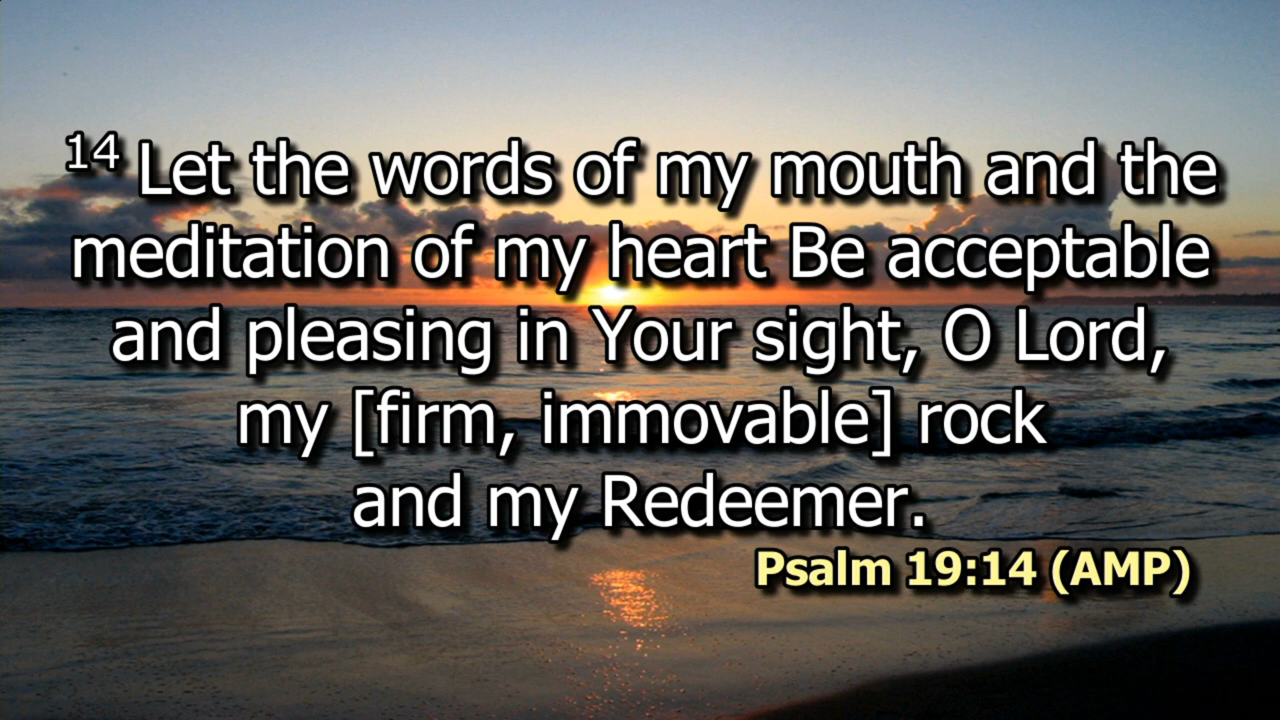 14 Let the words of my mouth and the
meditation of my heart Be acceptable
and pleasing in Your sight, O Lord,
my [firm, immovable] rock
and my Redeemer.
Psalm 19:14 (AMP)